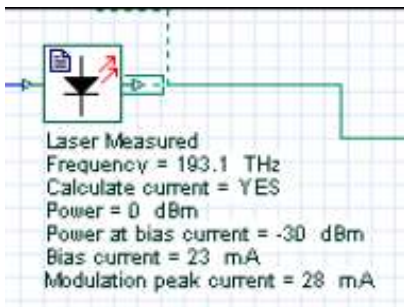 Laser Measured
Frequency = 193.1 THz
Calculate current = YES
Power = 0 dBm
Power at bias current = -30 dBm
Bias current = 23 mA
Modulation peak current = 28 mA